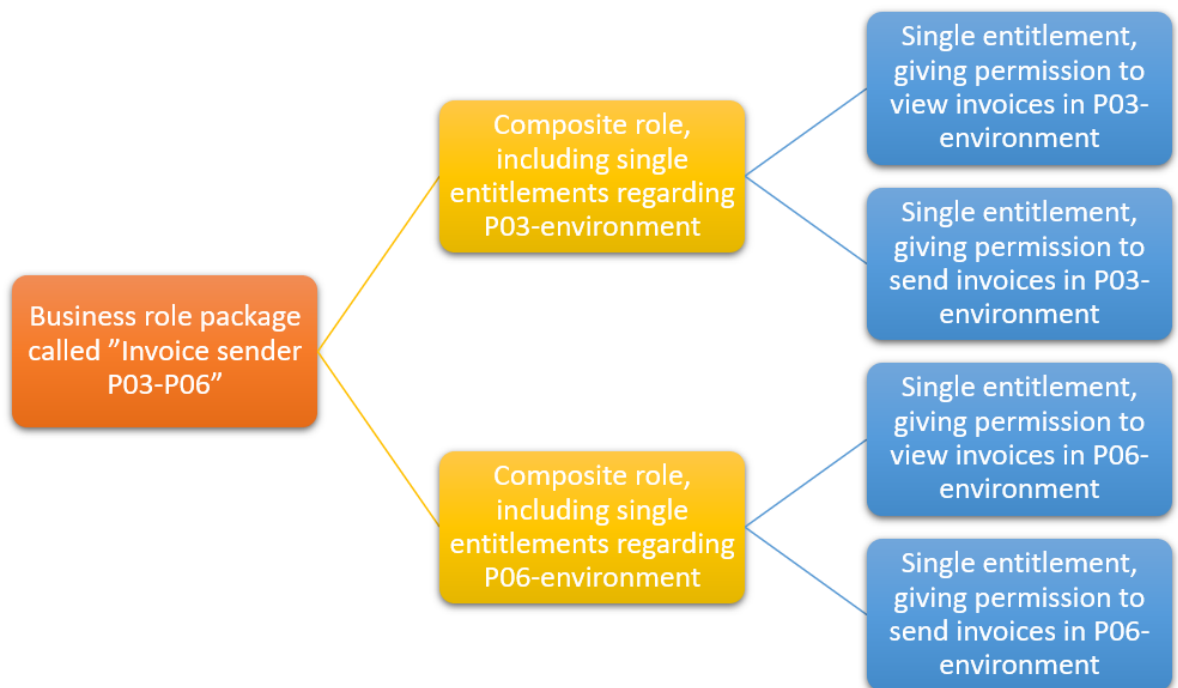 Business role package
called ”Invoice sender
P03-P06”
Composite role,
including single
entitlements regarding
P03-environment
Single entitlement,
giving permission to
view invoices in P03-
environment
Single entitlement,
giving permission to
send invoices in P03-
environment
Composite role,
including single
entitlements regarding
P06-environment
Single entitlement,
giving permission to
view invoices in P06-
environment
Single entitlement,
giving permission to
send invoices in P06-
environment